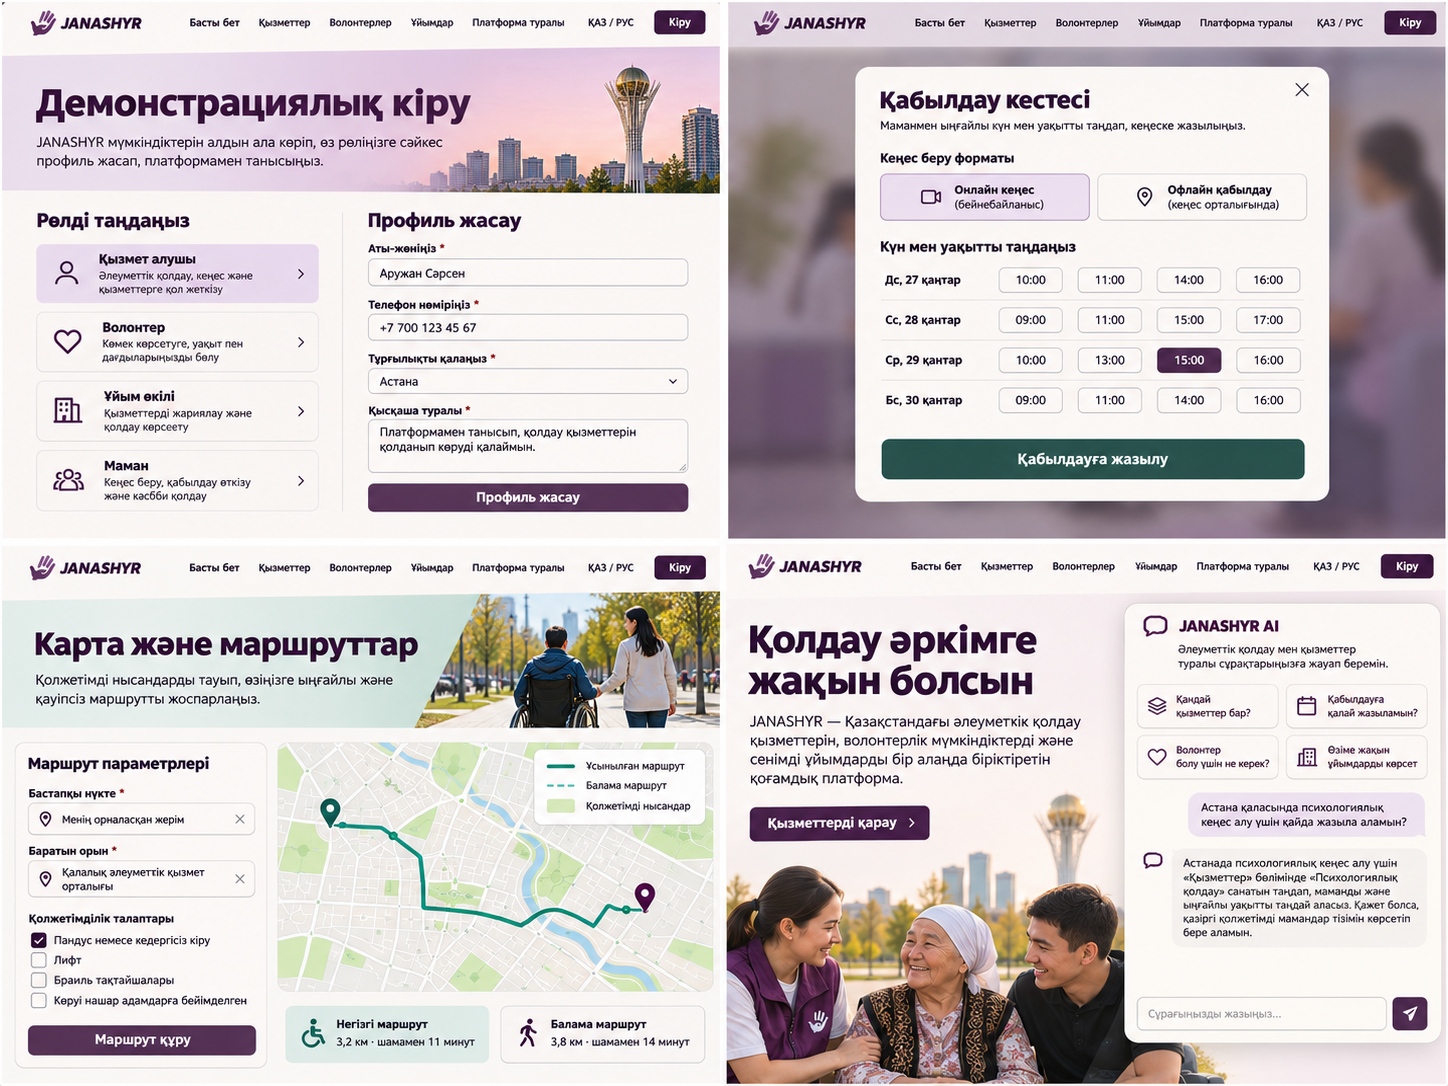 JANASHYR
Басты бет Қызметтер Волонтерлер Ұйымдар Платформа туралы ҚАЗ / РУС Кіру
Демонстрациялық кіру
JANASHYR мүмкіндіктерін алдын ала көріп, өз рөліңізге сәйкес
профиль жасап, платформамен танысыңыз.
Рөлді таңдаңыз
Қызмет алушы
Әлеуметтік қолдау, кеңес және
қызметтерге қол жеткізу
Волонтер
Көмек көрсетуге, уақыт пен
дағдыларыңызды бөлу
Ұйым өкілі
Қызметтерді жариялау және
қолдау көрсеету
Маман
Кеңес беру, қабылдау өткізу
және кәсбби қолдау
Профиль жасау
Аты-жөніңіз *
Аружан Сәрсен
Телефон нөміріңіз *
+7 700 123 45 67
Тұрғылықты қалаңыз *
Астана
Қысқаша туралы *
Платформамен танысып, қолдау қызметтерін
қолданып көруді қалаймын.
Профиль жасау
JANASHYR
Басты бет Қызметтер Волонтерлер Ұйымдар Платформа туралы ҚАЗ / РУС Кіру
Қабылдау кестесі
Маманмен ыңғайлы күн мен уақытты таңдап, кеңеске жазылыңыз.
Кеңес беру форматы
Онлайн кеңес
(бейнебайланыс)
Офлайн қабылдау
(кеңес орталығында)
Күн мен уақытты таңдаңыз
Дс, 27 қаңтар 10:00 11:00 14:00 16:00
Сс, 28 қантар 09:00 11:00 15:00 17:00
Ср, 29 қантар 10:00 13:00 15:00 16:00
Бс, 30 қантар 09:00 11:00 14:00 16:00
Қабылдауға жазылу
JANASHYR
Басты бет Қызметтер Волонтерлер Ұйымдар Платформа туралы ҚАЗ / РУС Кіру
Карта және маршруттар
Қолжетімді нысандарды тауып, өзіңізге ыңғайлы және
қауіпсіз маршрутты жоспарлаңыз.
Маршрут параметрлері
Бастапқы нүкте *
Менің орналасқан жерім
Баратын орын *
Қалалық әлеуметтік қызмет
орталығы
Қолжетімділік талаптары
Пандус немесе кедергісіз кіру
Лифт
Браиль тақтайшалары
Көруі нашар адамдарға бейімделген
Маршрут құру
Ұсынылған маршрут
Балама маршрут
Қолжетімді нысандар
Негізгі маршрут
3,2 км · шамамен 11 минут
Балама маршрут
3,8 км · шамамен 14 минут
JANASHYR
Басты бет Қызметтер Волонтерлер Ұйымдар Платформа туралы ҚАЗ / РУС Кіру
Қолдау әркімге
жақын болсын
JANASHYR — Қазақстандағы әлеуметкік қолдау
қызметтерін, волонтерлік мүмкіндіктерді және
сенімді ұйымдарды бір алаңда біріктіретін
қоғамдық платформа.
Қызметтерді қарау
JANASHYR AI
Әлеуметтік қолдау мен қызметтер
туралы сұрақтарыңызға жауап беремін.
Қандай
қызметтер бар?
Қабылдауға
қалай жазыламын?
Волонтер
болу үшін не керек?
Өзіме жақын
ұйымдарды көрсет
Астана қаласында психологиялық
кеңес алу үшін қайда жазыла аламын?
Астанада психологиялық кеңес алу үшін
«Қызметтер» бөлімінде «Психологиялық
қолдау» санатын таңдап, маманды және
ыңғайлы уақытты таңдай аласыз. Қажет болса,
қазіргі қолжетімді мамандар тізімін көрсетіп
бере аламын.
Сұрағыңызды жазыңыз...